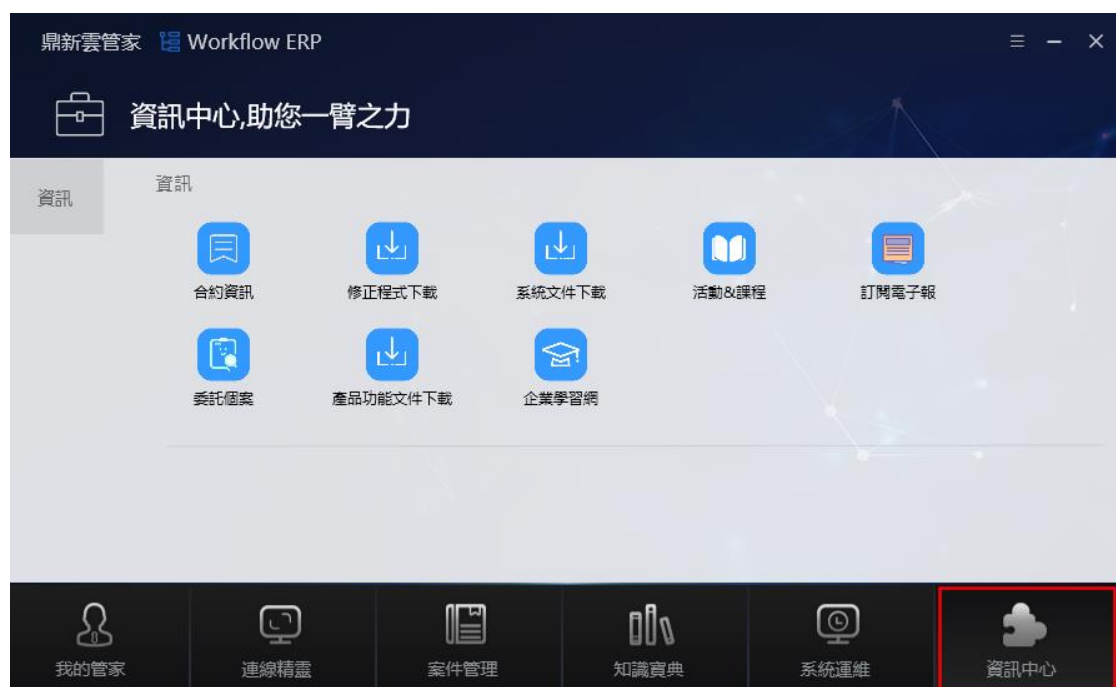 鼎新雲管家 Workflow ERP
資訊中心,助您一臂之力
資訊
資訊
合約資訊 修正程式下載 系統文件下載 活動&課程 訂閱電子報
委託個案 產品功能文件下載 企業學習網
我的管家 連線精靈 案件管理 知識寶典 系統運維 資訊中心